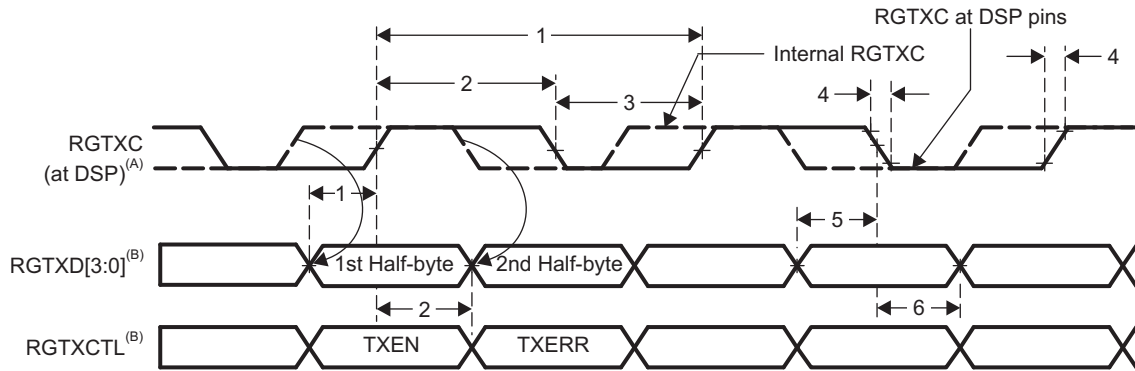 RGTXC at DSP pins
1
Internal RGTXC
4
2
4
3
RGTXC
(at DSP)(A)
1
5
RGTXD[3:0](B)
1st Half-byte
2nd Half-byte
2
6
RGTXCTL(B)
TXEN
TXERR